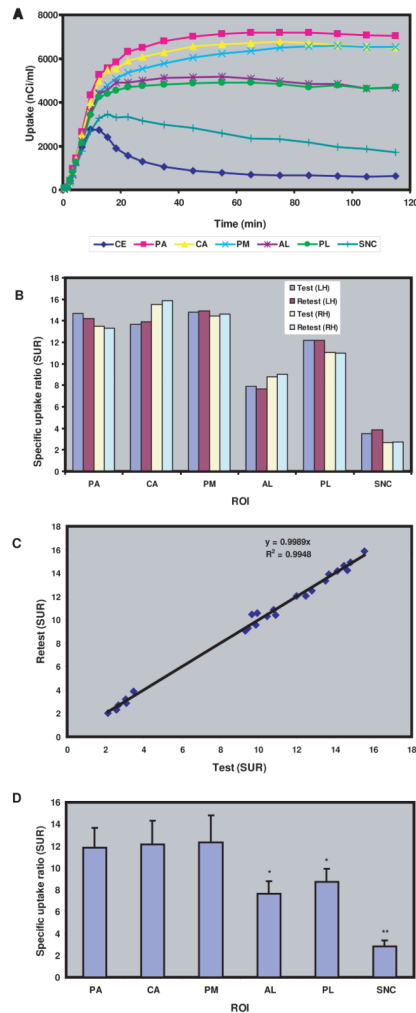 A
8000
6000
4000
2000
0
Uptake (nCi/ml)
0 20 40 60 80 100 120
Time (min)
CE PA CA PM AL PL SNC
B
18
16
14
12
10
8
6
4
2
0
Specific uptake ratio (SUR)
Test (LH)
Retest (LH)
Test (RH)
Retest (RH)
PA CA PM AL PL SNC
ROI
C
18
16
14
12
10
8
6
4
2
0
Retest (SUR)
y = 0.9989x
R² = 0.9948
0 2 4 6 8 10 12 14 16 18
Test (SUR)
D
16
14
12
10
8
6
4
2
0
Specific uptake ratio (SUR)
* *
**
PA CA PM AL PL SNC
ROI